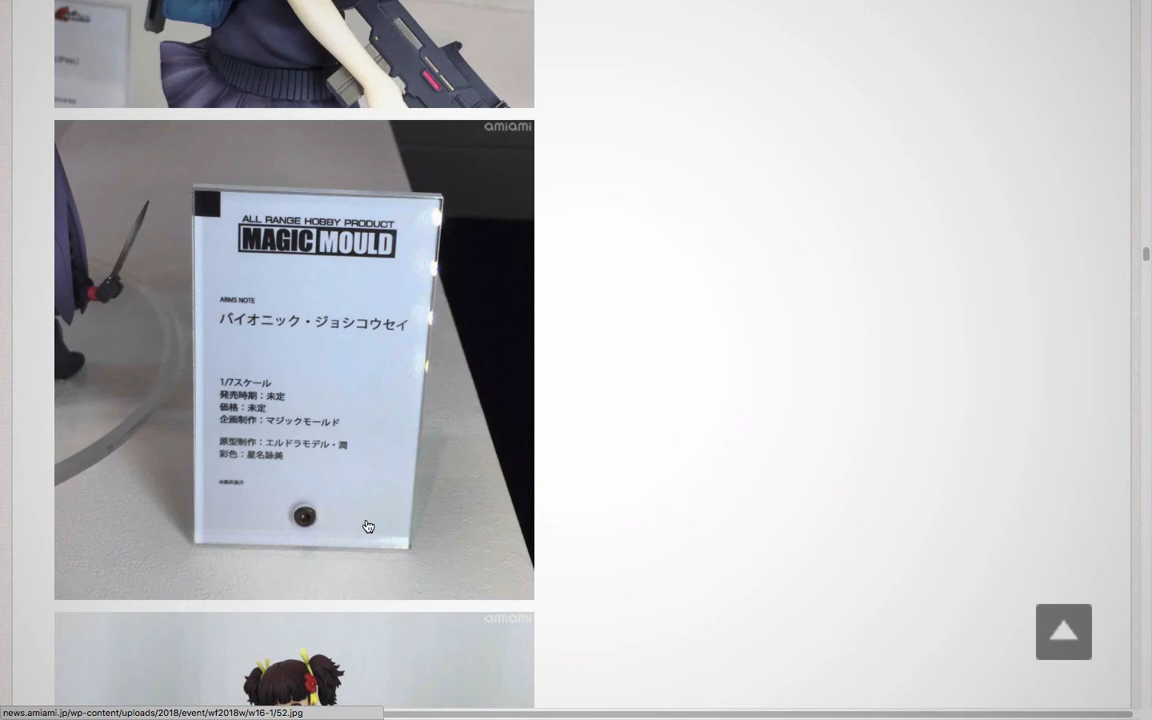 amiami
ALL RANGE HOBBY PRODUCT
MAGIC MOULD
ARMS NOTE
バイオニック・ジョシコウセイ
1/7スケール
発売時期：未定
価格：未定
企画制作：マジックモールド
原型制作：エルドラモデル・潤
彩色：星名詠美
amiami
news.amiami.jp/wp-content/uploads/2018/event/wf2018w/w16-1/52.jpg